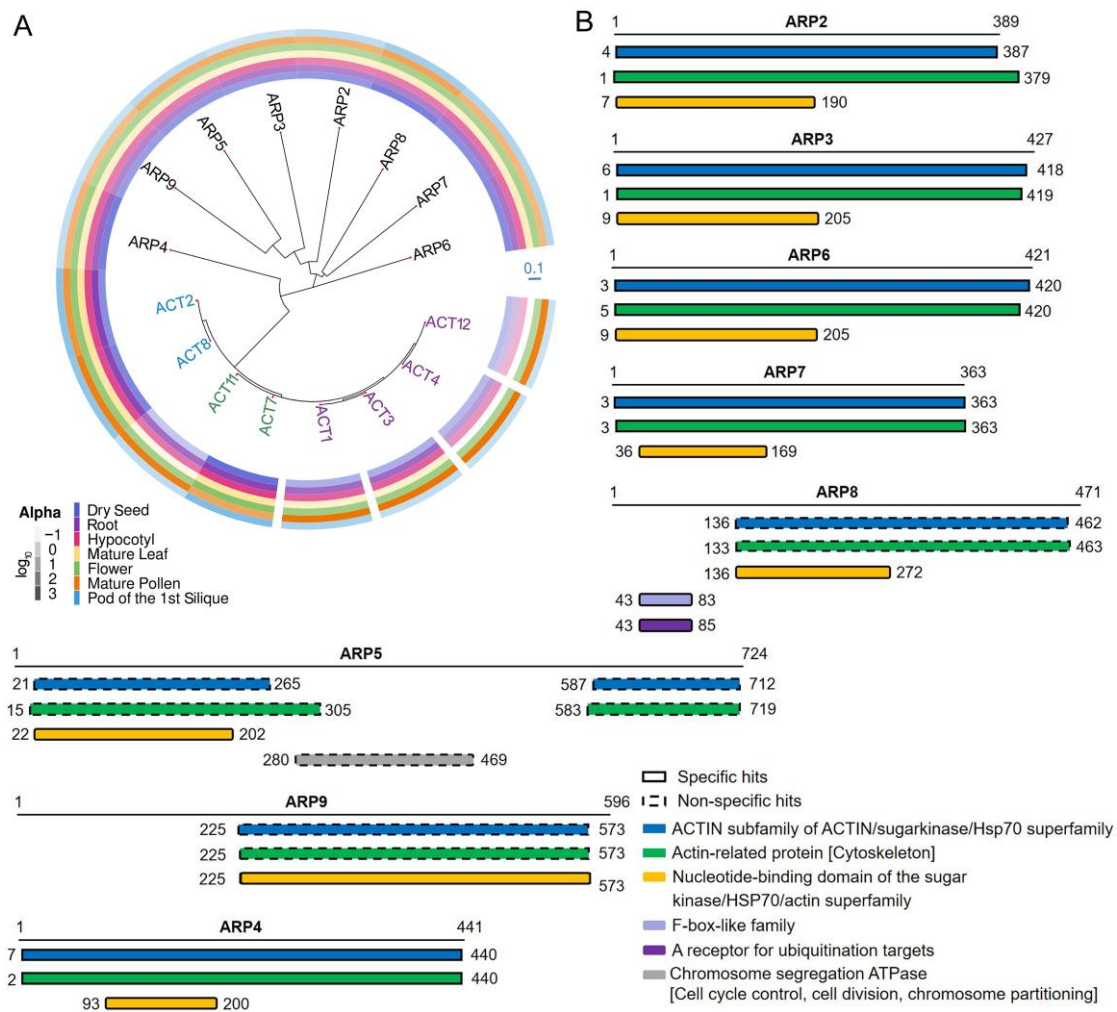 A
ARP9
ARP5
ARP3
ARP2
ARP8
ARP7
ARP6
ARP4
ACT2
ACT8
ACT11
ACT7
ACT1
ACT3
ACT4
ACT12
0.1
Alpha
log10
−1
0
1
2
3
Dry Seed
Root
Hypocotyl
Mature Leaf
Flower
Mature Pollen
Pod of the 1st Silique
B
1 ARP2 389
4 387
1 379
7 190
1 ARP3 427
6 418
1 419
9 205
1 ARP6 421
3 420
5 420
9 205
1 ARP7 363
3 363
3 363
36 169
1 ARP8 471
136 462
133 463
136 272
43 83
43 85
1 ARP5 724
21 265 587 712
15 305 583 719
22 202
280 469
1 ARP9 596
225 573
225 573
225 573
1 ARP4 441
7 440
2 440
93 200
Specific hits
Non-specific hits
ACTIN subfamily of ACTIN/sugarkinase/Hsp70 superfamily
Actin-related protein [Cytoskeleton]
Nucleotide-binding domain of the sugar
kinase/HSP70/actin superfamily
F-box-like family
A receptor for ubiquitination targets
Chromosome segregation ATPase
[Cell cycle control, cell division, chromosome partitioning]